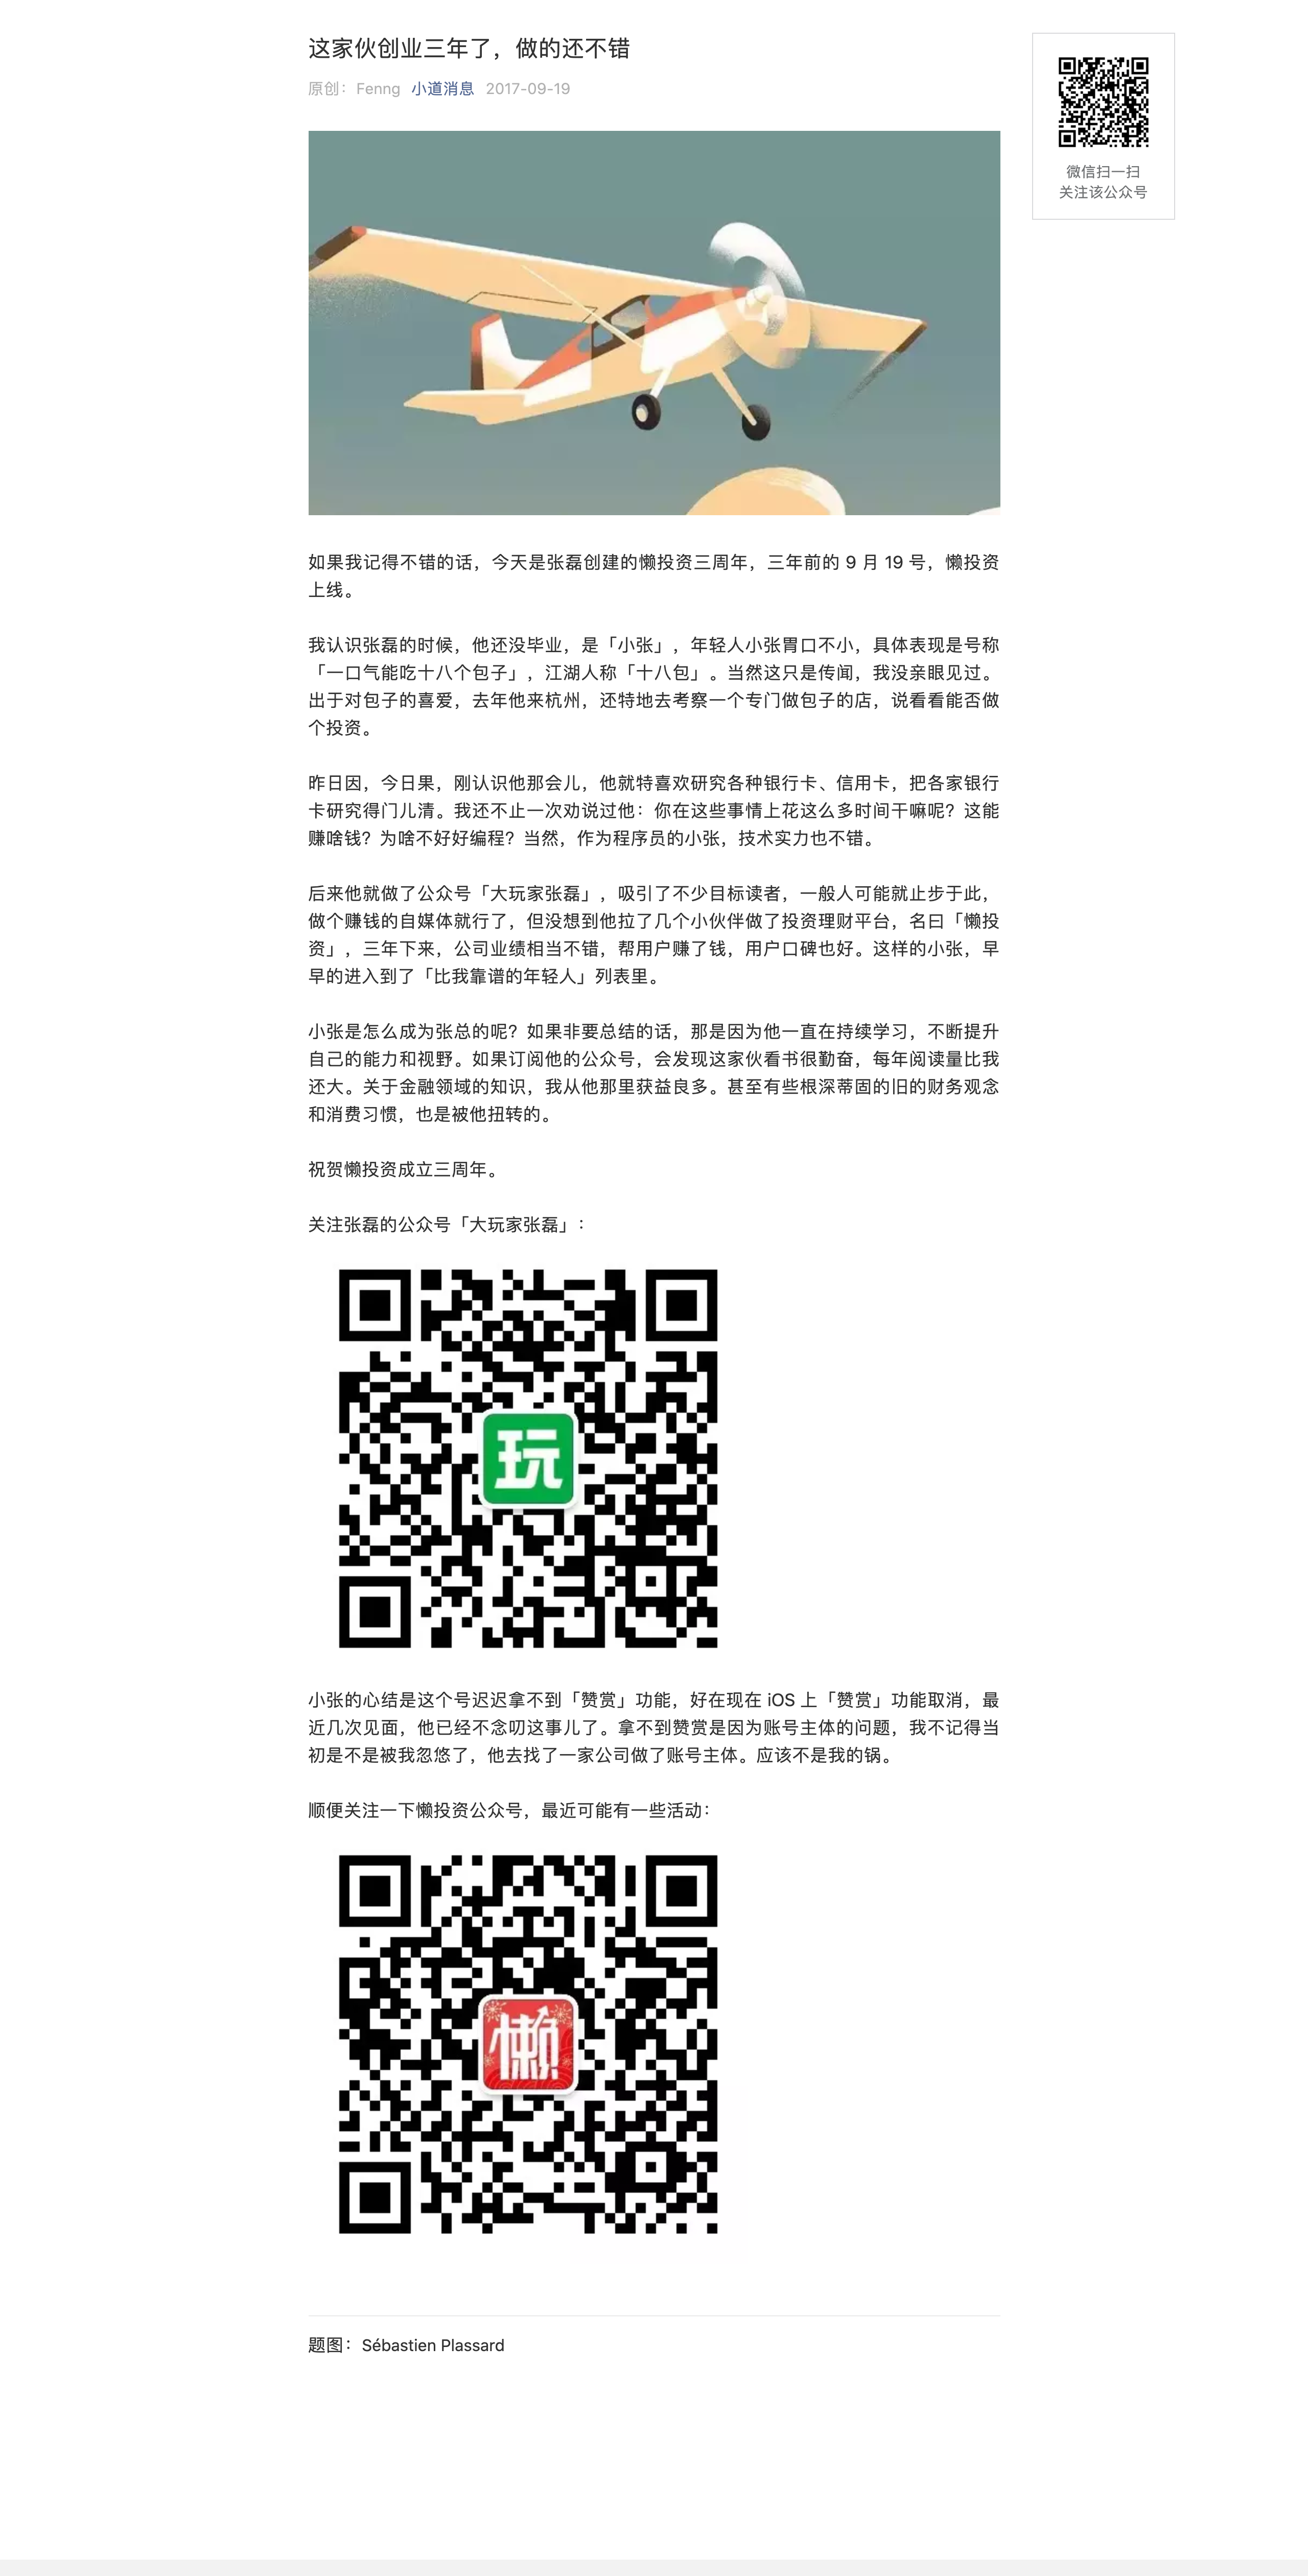 这家伙创业三年了，做的还不错
原创：Fenng 小道消息 2017-09-19
微信扫一扫
关注该公众号
如果我记得不错的话，今天是张磊创建的懒投资三周年，三年前的 9 月 19 号，懒投资
上线。
我认识张磊的时候，他还没毕业，是「小张」，年轻人小张胃口不小，具体表现是号称
「一口气能吃十八个包子」，江湖人称「十八包」。当然这只是传闻，我没亲眼见过。
出于对包子的喜爱，去年他来杭州，还特地去考察一个专门做包子的店，说看看能否做
个投资。
昨日因，今日果，刚认识他那会儿，他就特喜欢研究各种银行卡、信用卡，把各家银行
卡研究得门儿清。我还不止一次劝说过他：你在这些事情上花这么多时间干嘛呢？这能
赚啥钱？为啥不好好编程？当然，作为程序员的小张，技术实力也不错。
后来他就做了公众号「大玩家张磊」，吸引了不少目标读者，一般人可能就止步于此，
做个赚钱的自媒体就行了，但没想到他拉了几个小伙伴做了投资理财平台，名曰「懒投
资」，三年下来，公司业绩相当不错，帮用户赚了钱，用户口碑也好。这样的小张，早
早的进入到了「比我靠谱的年轻人」列表里。
小张是怎么成为张总的呢？如果非要总结的话，那是因为他一直在持续学习，不断提升
自己的能力和视野。如果订阅他的公众号，会发现这家伙看书很勤奋，每年阅读量比我
还大。关于金融领域的知识，我从他那里获益良多。甚至有些根深蒂固的旧的财务观念
和消费习惯，也是被他扭转的。
祝贺懒投资成立三周年。
关注张磊的公众号「大玩家张磊」：
玩
小张的心结是这个号迟迟拿不到「赞赏」功能，好在现在 iOS 上「赞赏」功能取消，最
近几次见面，他已经不念叨这事儿了。拿不到赞赏是因为账号主体的问题，我不记得当
初是不是被我忽悠了，他去找了一家公司做了账号主体。应该不是我的锅。
顺便关注一下懒投资公众号，最近可能有一些活动：
懒
题图：Sébastien Plassard